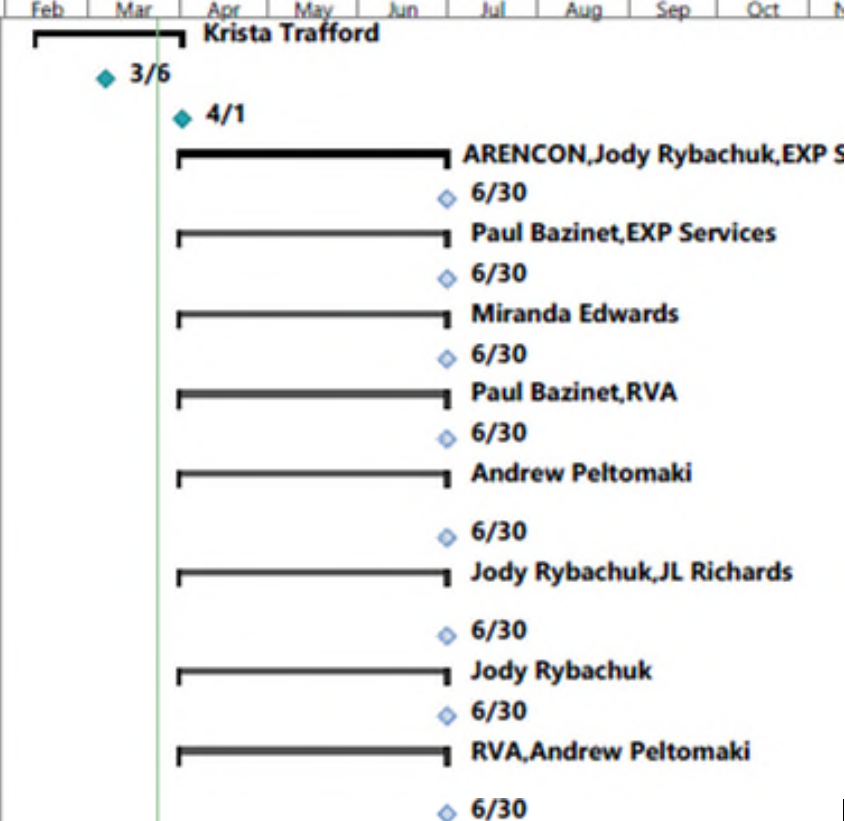 Feb Mar Apr May Jun Jul Aug Sep Oct N
Krista Trafford
3/6
4/1
ARENCON,Jody Rybachuk,EXP S
6/30
Paul Bazinet,EXP Services
6/30
Miranda Edwards
6/30
Paul Bazinet,RVA
6/30
Andrew Peltomaki
6/30
Jody Rybachuk,JL Richards
6/30
Jody Rybachuk
6/30
RVA,Andrew Peltomaki
6/30